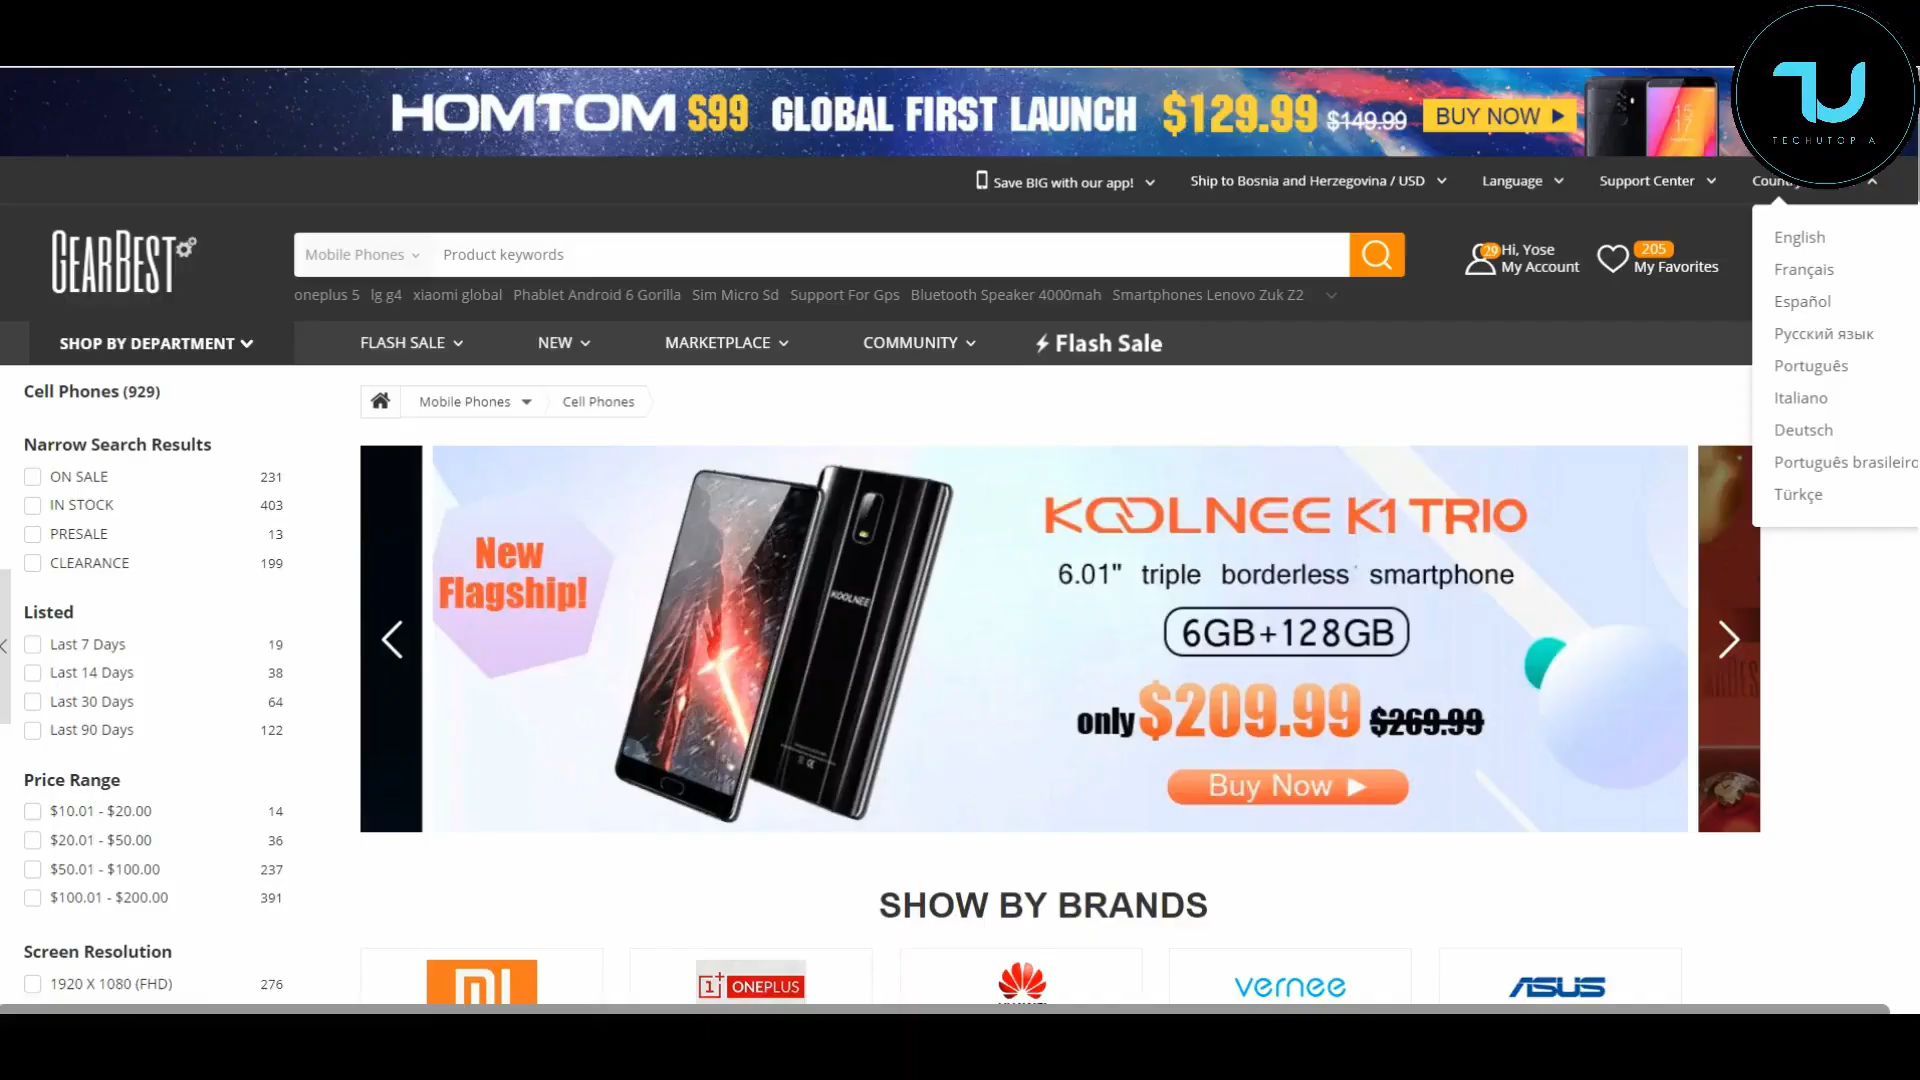 HOMTOM S99 GLOBAL FIRST LAUNCH $129.99 $149.99 BUY NOW
TU
TECHUTOPIA
Save BIG with our app! Ship to Bosnia and Herzegovina / USD Language Support Center
English
Français
Español
Русский язык
Português
Italiano
Deutsch
Português brasileiro
Türkçe
GEARBEST
Mobile Phones Product keywords
29 Hi, Yose
My Account
205
My Favorites
oneplus 5 lg g4 xiaomi global Phablet Android 6 Gorilla Sim Micro Sd Support For Gps Bluetooth Speaker 4000mah Smartphones Lenovo Zuk Z2
SHOP BY DEPARTMENT FLASH SALE NEW MARKETPLACE COMMUNITY Flash Sale
Cell Phones (929)
Narrow Search Results
ON SALE 231
IN STOCK 403
PRESALE 13
CLEARANCE 199
Listed
Last 7 Days 19
Last 14 Days 38
Last 30 Days 64
Last 90 Days 122
Price Range
$10.01 - $20.00 14
$20.01 - $50.00 36
$50.01 - $100.00 237
$100.01 - $200.00 391
Screen Resolution
1920 X 1080 (FHD) 276
Mobile Phones Cell Phones
New
Flagship!
KOOLNEE
KOOLNEE K1 TRIO
6.01" triple borderless smartphone
6GB+128GB
only $209.99 $269.99
Buy Now
SHOW BY BRANDS
MI
1+ ONEPLUS
vernee
ASUS